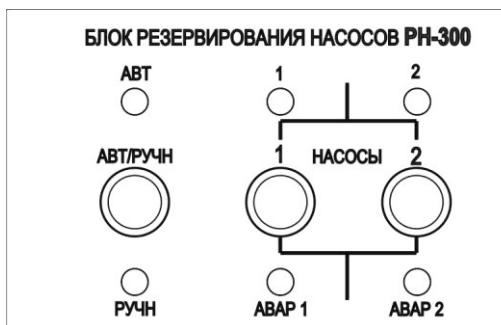 БЛОК РЕЗЕРВИРОВАНИЯ НАСОСОВ РН-300
АВТ 1 2
АВТ/РУЧН 1 НАСОСЫ 2
РУЧН АВАР 1 АВАР 2